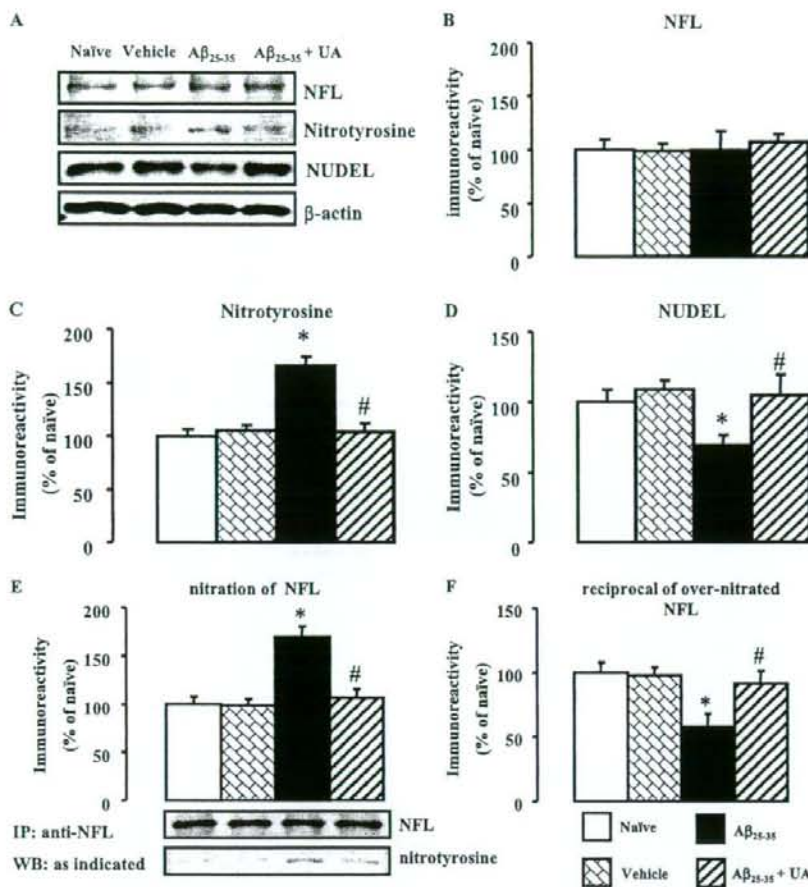 A
Naïve Vehicle Aβ25-35 Aβ25-35 + UA
NFL
Nitrotyrosine
NUDEL
β-actin
B
NFL
immunoreactivity
(% of naïve)
200
150
100
50
0
C
Nitrotyrosine
Immunoreactivity
(% of naïve)
200
150
100
50
0
*
#
D
NUDEL
Immunoreactivity
(% of naïve)
150
100
50
0
*
#
E
nitration of NFL
Immunoreactivity
(% of naïve)
200
150
100
50
0
*
#
IP: anti-NFL
NFL
WB: as indicated
nitrotyrosine
F
reciprocal of over-nitrated
NFL
Immunoreactivity
(% of naïve)
150
100
50
0
*
#
Naïve
Aβ25-35
Vehicle
Aβ25-35 + UA